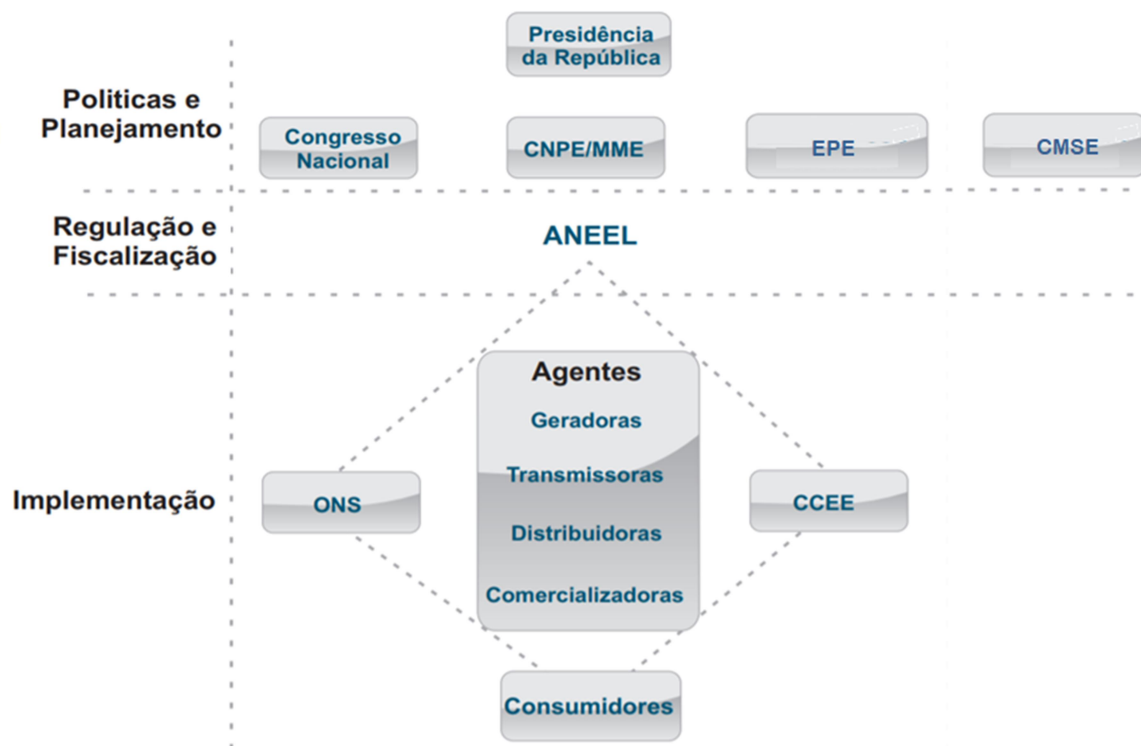 Presidência
da República
Politicas e
Planejamento
Congresso
Nacional
CNPE/MME
EPE
CMSE
Regulação e
Fiscalização
ANEEL
Agentes
Geradoras
Transmissoras
Distribuidoras
Comercializadoras
Implementação
ONS
CCEE
Consumidores